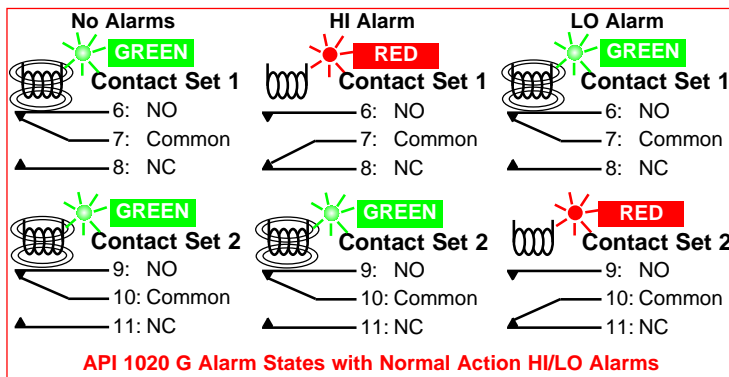 No Alarms HI Alarm LO Alarm
GREEN RED GREEN
Contact Set 1 Contact Set 1 Contact Set 1
6: NO 6: NO 6: NO
7: Common 7: Common 7: Common
8: NC 8: NC 8: NC
GREEN GREEN RED
Contact Set 2 Contact Set 2 Contact Set 2
9: NO 9: NO 9: NO
10: Common 10: Common 10: Common
11: NC 11: NC 11: NC
API 1020 G Alarm States with Normal Action HI/LO Alarms